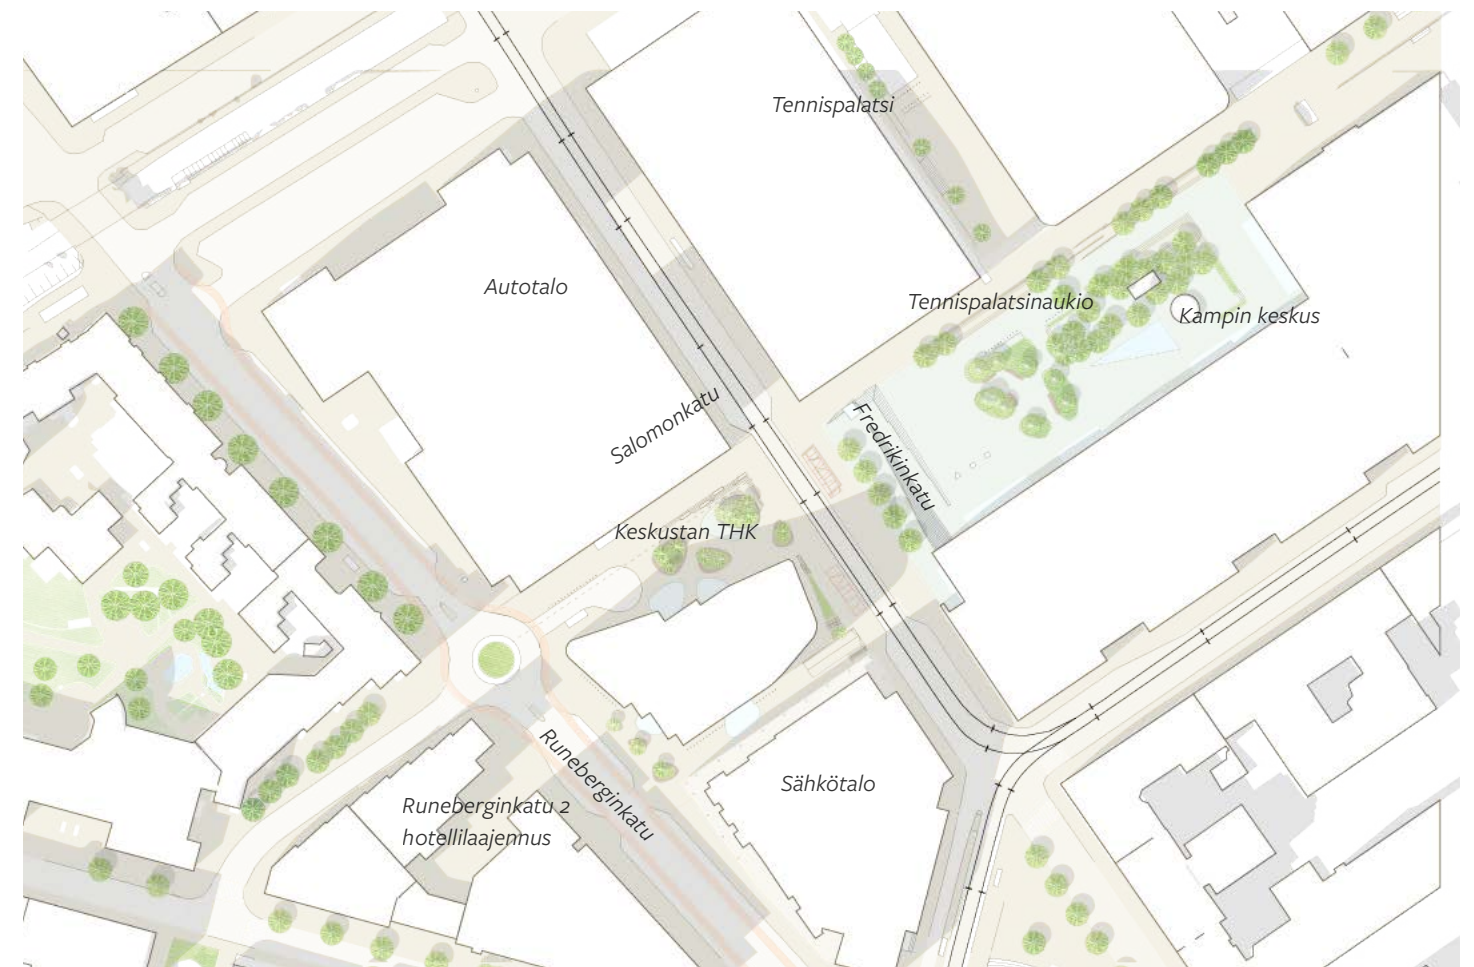 Tennispalatsi
Autotalo
Tennispalatsinaukio
Kampin keskus
Salomonkatu
Fredrikinkatu
Keskustan THK
Runeberginkatu
Sähkötalo
Runeberginkatu 2
hotellilaajennus